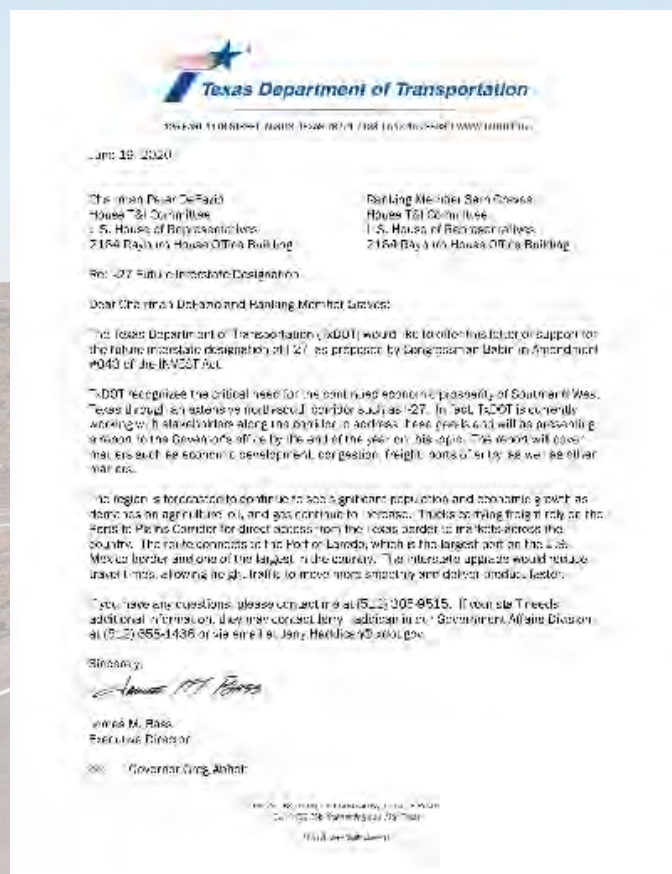 Texas Department of Transportation
June 19, 2020
Chairman Peter DeFazio
House T&I Committee
U.S. House of Representatives
2164 Rayburn House Office Building
Ranking Member Sam Graves
House T&I Committee
U.S. House of Representatives
2164 Rayburn House Office Building
Re: I-27 Future Interstate Designation
Dear Chairman DeFazio and Ranking Member Graves:
The Texas Department of Transportation (TxDOT) would like to offer this letter of support for
the future interstate designation of I-27, as proposed by Congressman Babin in Amendment
#043 of the INVEST Act.
TxDOT recognizes the critical need for the continued economic prosperity of South and West
Texas through an extensive north-south corridor such as I-27. In fact, TxDOT is currently
working with stakeholders along the corridor to address these needs and will be presenting
a report to the Governor's office by the end of the year on this topic. The report will cover
matters such as economic development, congestion, freight, ports of entry, as well as other
matters.
The region is forecasted to continue to see significant population and economic growth as
demands on agriculture, oil, and gas continue to increase. Trucks carrying freight rely on the
Ports to Plains Corridor for direct access from the Texas border to markets across the
country. The route connects to the Port of Laredo, which is the largest port on the U.S.
Mexico border and one of the largest in the country. The interstate upgrade would reduce
travel times, allowing freight traffic to move more smoothly and deliver product faster.
If you have any questions, please contact me at (512) 305-9515. If your staff needs
additional information, they may contact Jerry Haddican in our Government Affairs Division
at (512) 655-1436 or via email at Jerry.Haddican@txdot.gov.
Sincerely,
James M. Bass
Executive Director
cc: Governor Greg Abbott